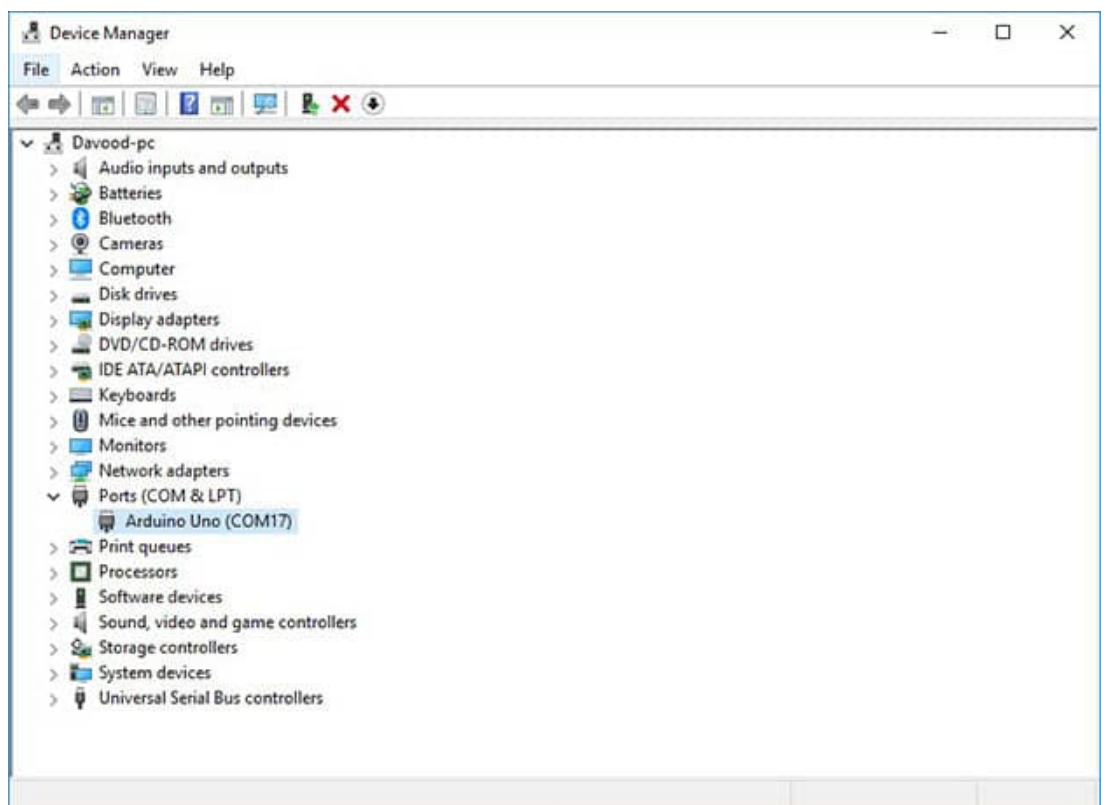 Device Manager
File Action View Help
Davood-pc
Audio inputs and outputs
Batteries
Bluetooth
Cameras
Computer
Disk drives
Display adapters
DVD/CD-ROM drives
IDE ATA/ATAPI controllers
Keyboards
Mice and other pointing devices
Monitors
Network adapters
Ports (COM & LPT)
Arduino Uno (COM17)
Print queues
Processors
Software devices
Sound, video and game controllers
Storage controllers
System devices
Universal Serial Bus controllers